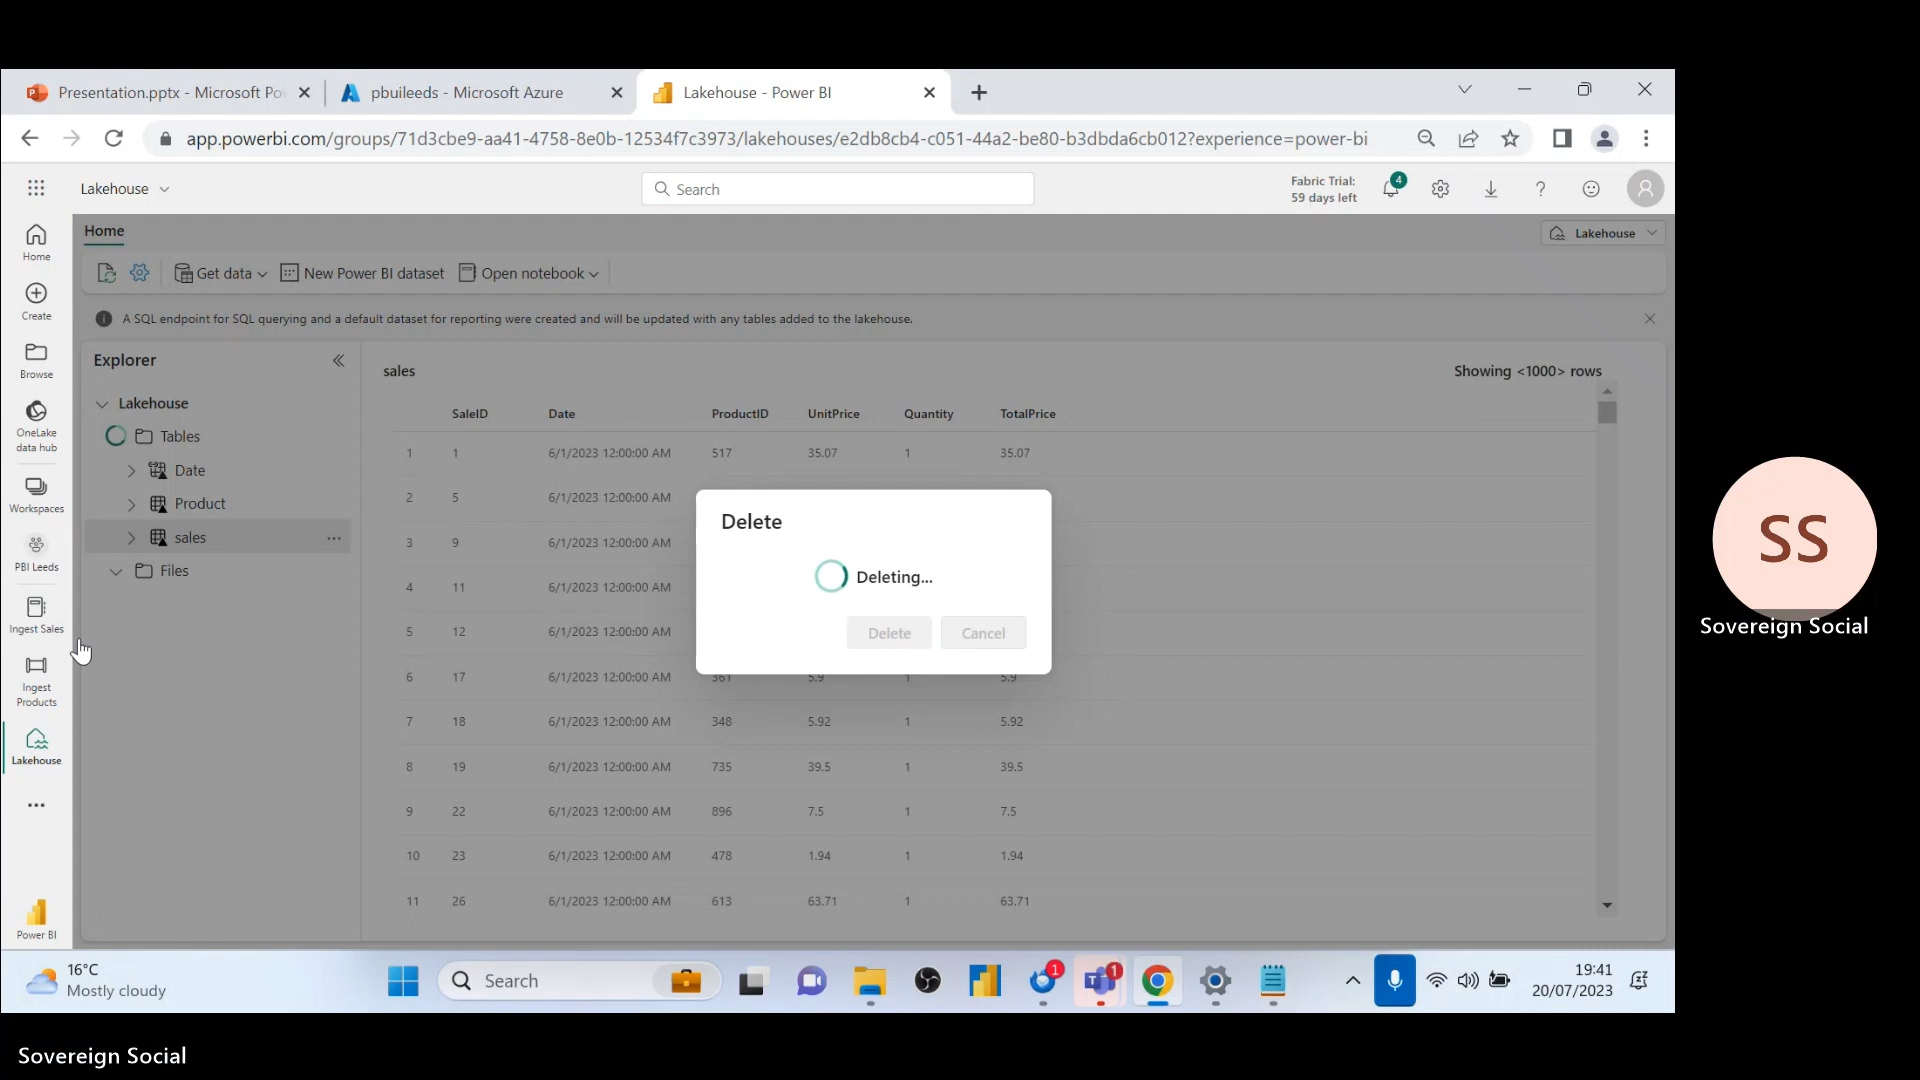 Presentation.pptx - Microsoft Po
pbuileeds - Microsoft Azure
Lakehouse - Power BI
app.powerbi.com/groups/71d3cbe9-aa41-4758-8e0b-12534f7c3973/lakehouses/e2db8cb4-c051-44a2-be80-b3dbda6cb012?experience=power-bi
Lakehouse
Search
Fabric Trial:
59 days left
4
Home
Create
Browse
OneLake
data hub
Workspaces
PBI Leeds
Ingest Sales
Ingest
Products
Lakehouse
Power BI
Home
Lakehouse
Get data
New Power BI dataset
Open notebook
A SQL endpoint for SQL querying and a default dataset for reporting were created and will be updated with any tables added to the lakehouse.
Explorer
Lakehouse
Tables
Date
Product
sales
Files
sales
Showing <1000> rows
SaleID Date ProductID UnitPrice Quantity TotalPrice
1 1 6/1/2023 12:00:00 AM 517 35.07 1 35.07
2 5 6/1/2023 12:00:00 AM
3 9 6/1/2023 12:00:00 AM
4 11 6/1/2023 12:00:00 AM
5 12 6/1/2023 12:00:00 AM
6 17 6/1/2023 12:00:00 AM 361 5.9 1 5.9
7 18 6/1/2023 12:00:00 AM 348 5.92 1 5.92
8 19 6/1/2023 12:00:00 AM 735 39.5 1 39.5
9 22 6/1/2023 12:00:00 AM 896 7.5 1 7.5
10 23 6/1/2023 12:00:00 AM 478 1.94 1 1.94
11 26 6/1/2023 12:00:00 AM 613 63.71 1 63.71
Delete
Deleting...
Delete
Cancel
16°C
Mostly cloudy
Search
1
1
19:41
20/07/2023
SS
Sovereign Social
Sovereign Social